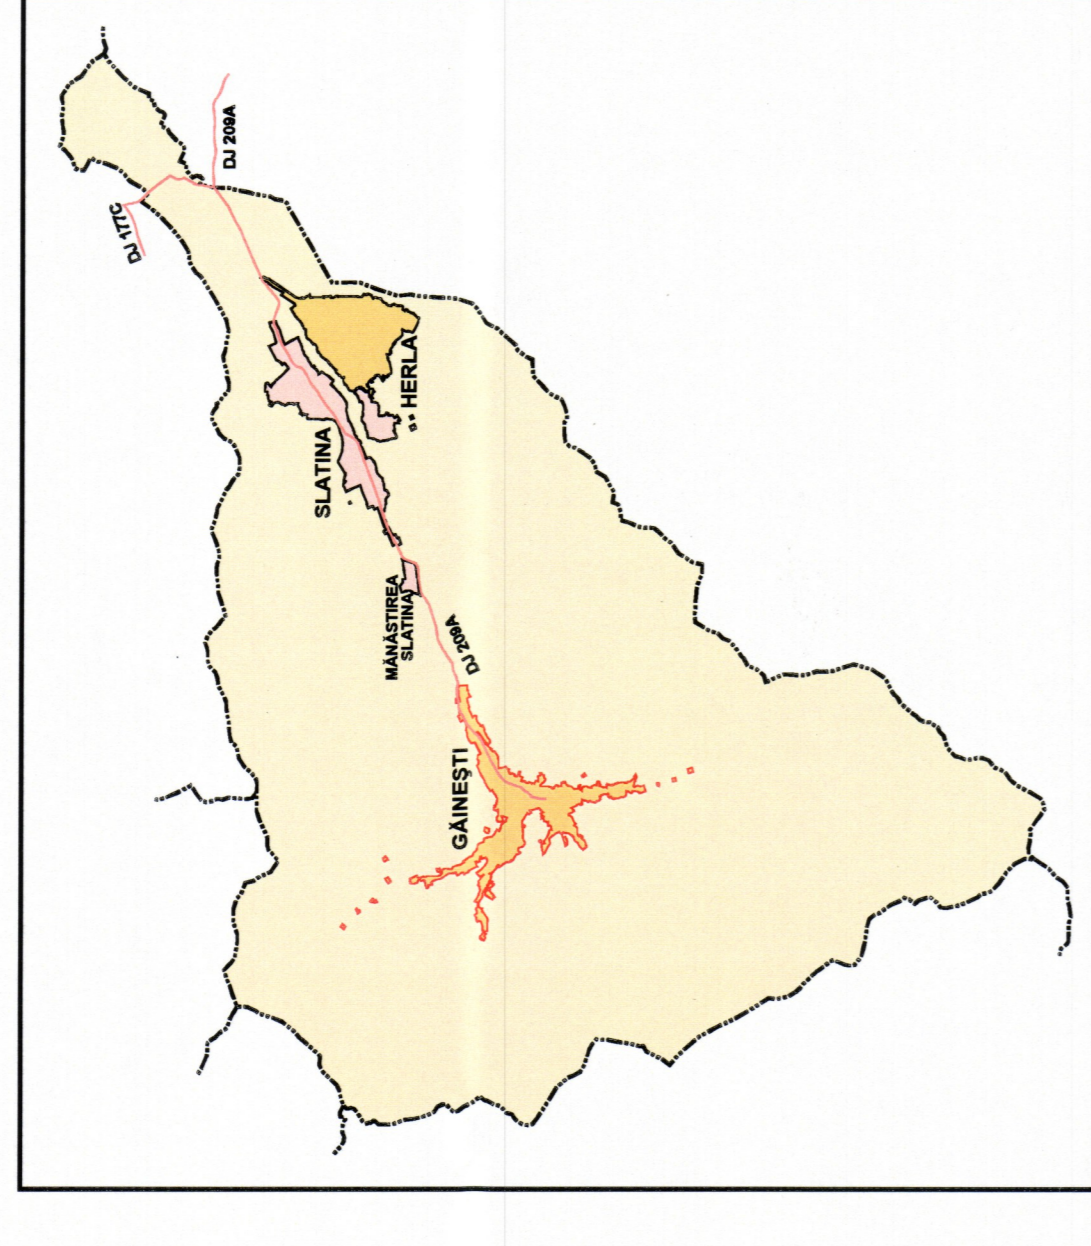 DJ 209A
DJ 177C
HERLA
SLATINA
MĂNĂSTIREA
SLATINA
DJ 209A
GĂINEȘTI